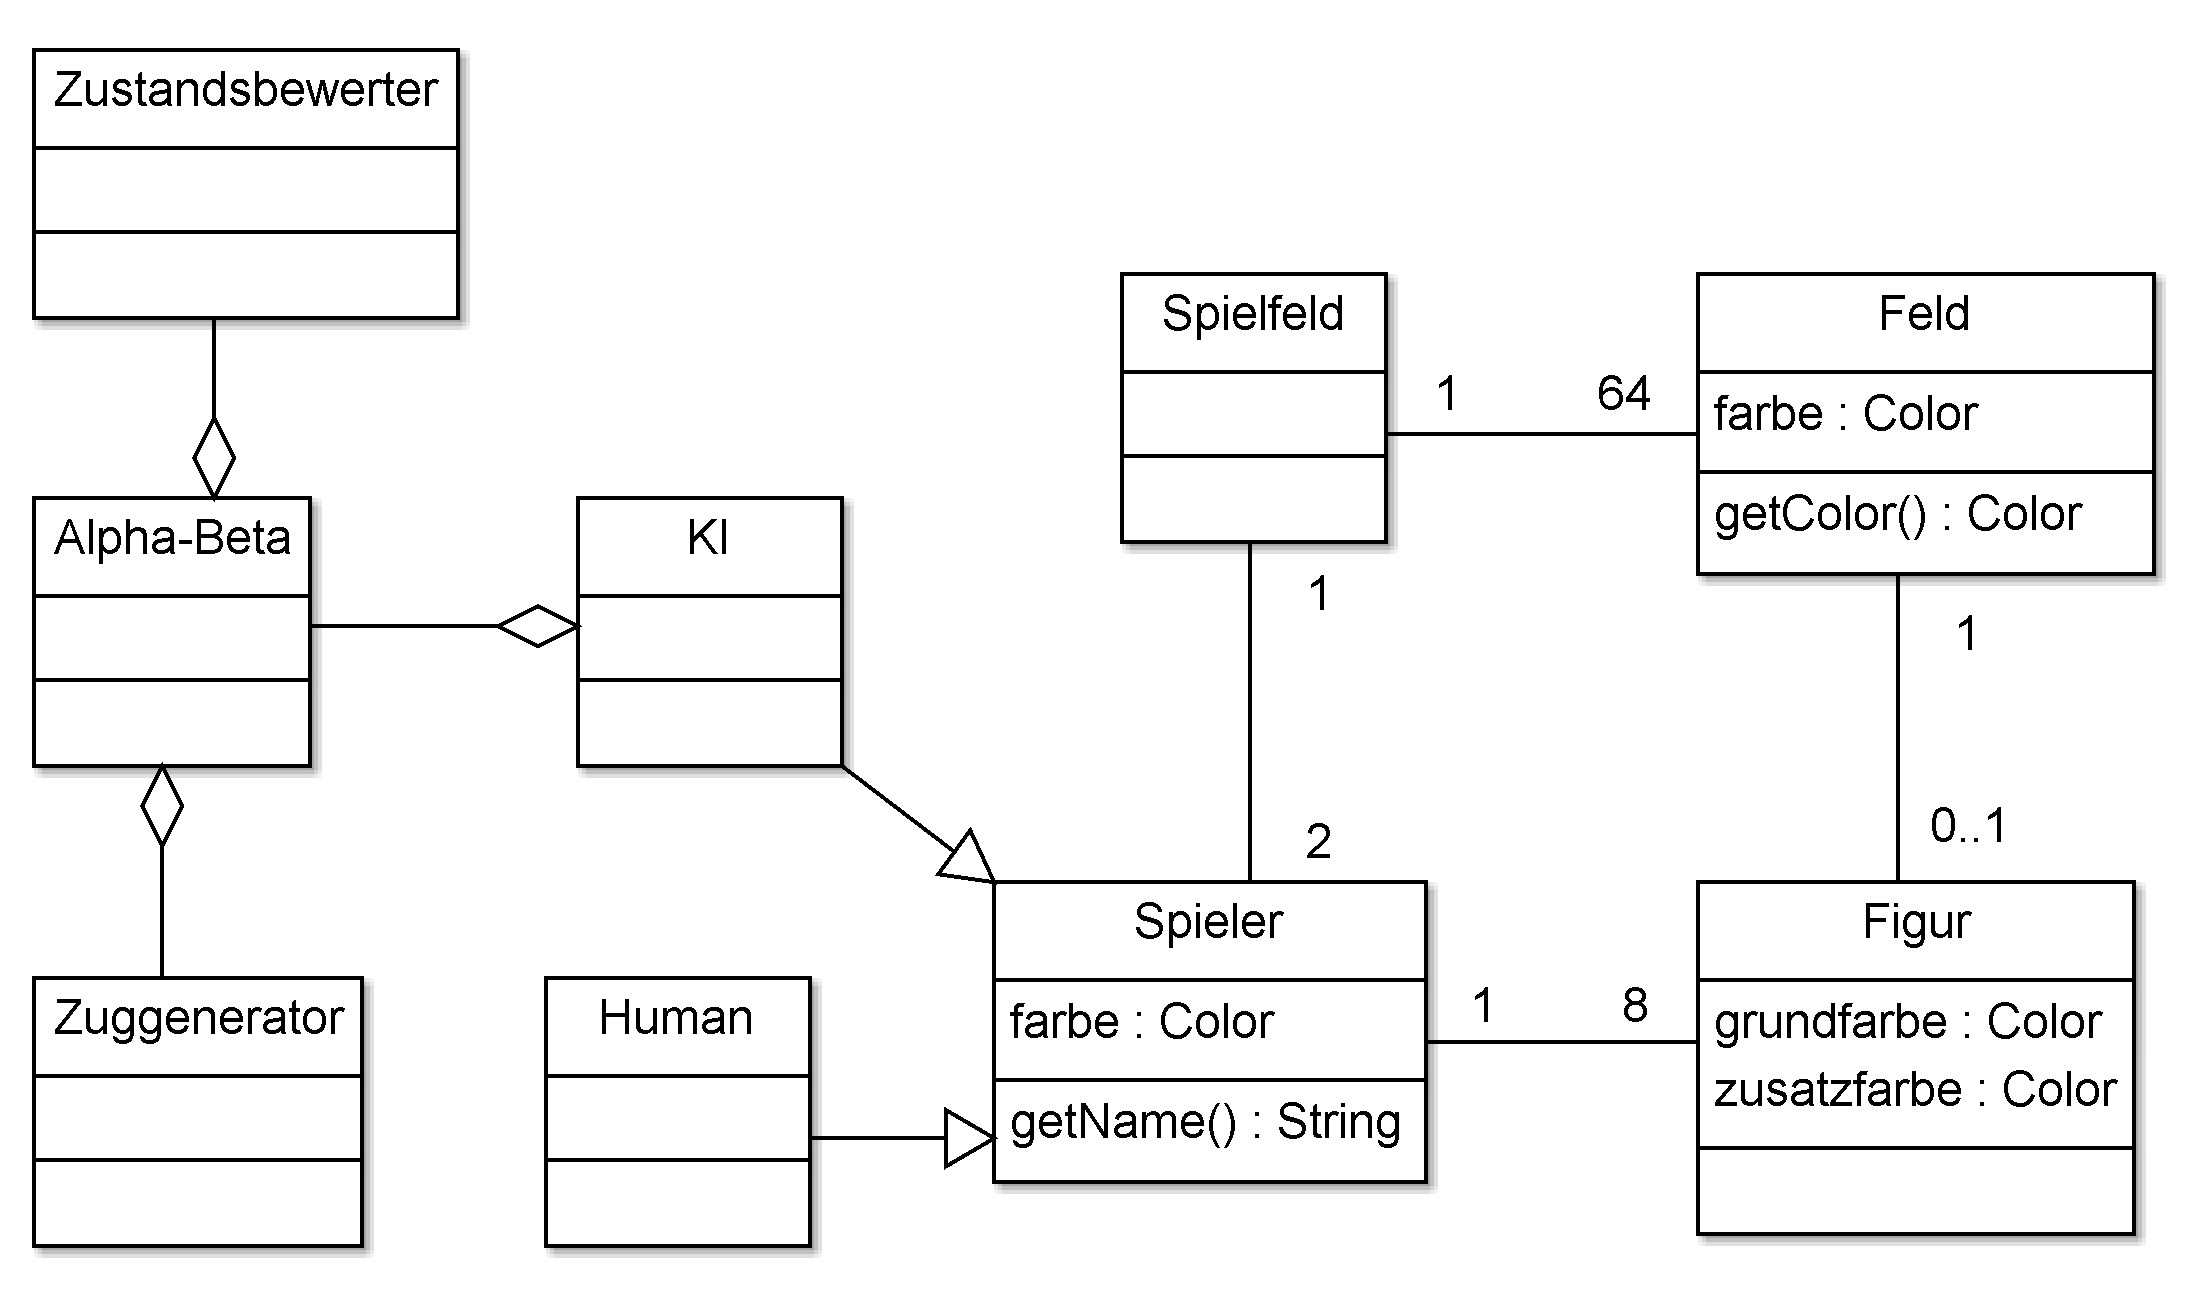 Zustandsbewerter
Spielfeld
Feld
1
64
farbe : Color
getColor() : Color
Alpha-Beta
KI
1
1
2
0..1
Spieler
Figur
Zuggenerator
Human
farbe : Color
1
8
grundfarbe : Color
zusatzfarbe : Color
getName() : String